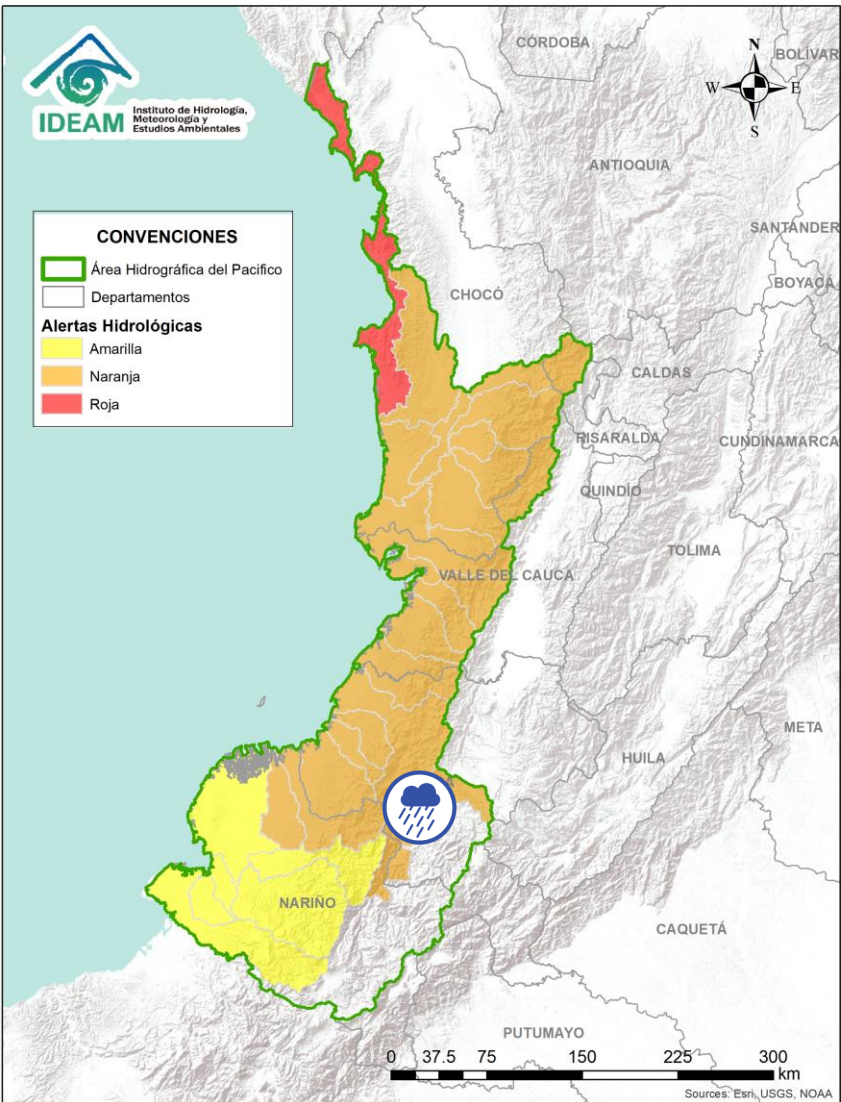 IDEAM
Instituto de Hidrología,
Meteorología y
Estudios Ambientales
CÓRDOBA
BOLÍVAR
N
W
E
S
ANTIOQUIA
SANTANDER
BOYACÁ
CONVENCIONES
Área Hidrográfica del Pacifico
Departamentos
Alertas Hidrológicas
Amarilla
Naranja
Roja
CHOCÓ
CALDAS
RISARALDA
CUNDINAMARCA
QUINDÍO
TOLIMA
VALLE DEL CAUCA
META
HUILA
NARIÑO
CAQUETÁ
PUTUMAYO
0 37.5 75 150 225 300
km
Sources: Esri, USGS, NOAA